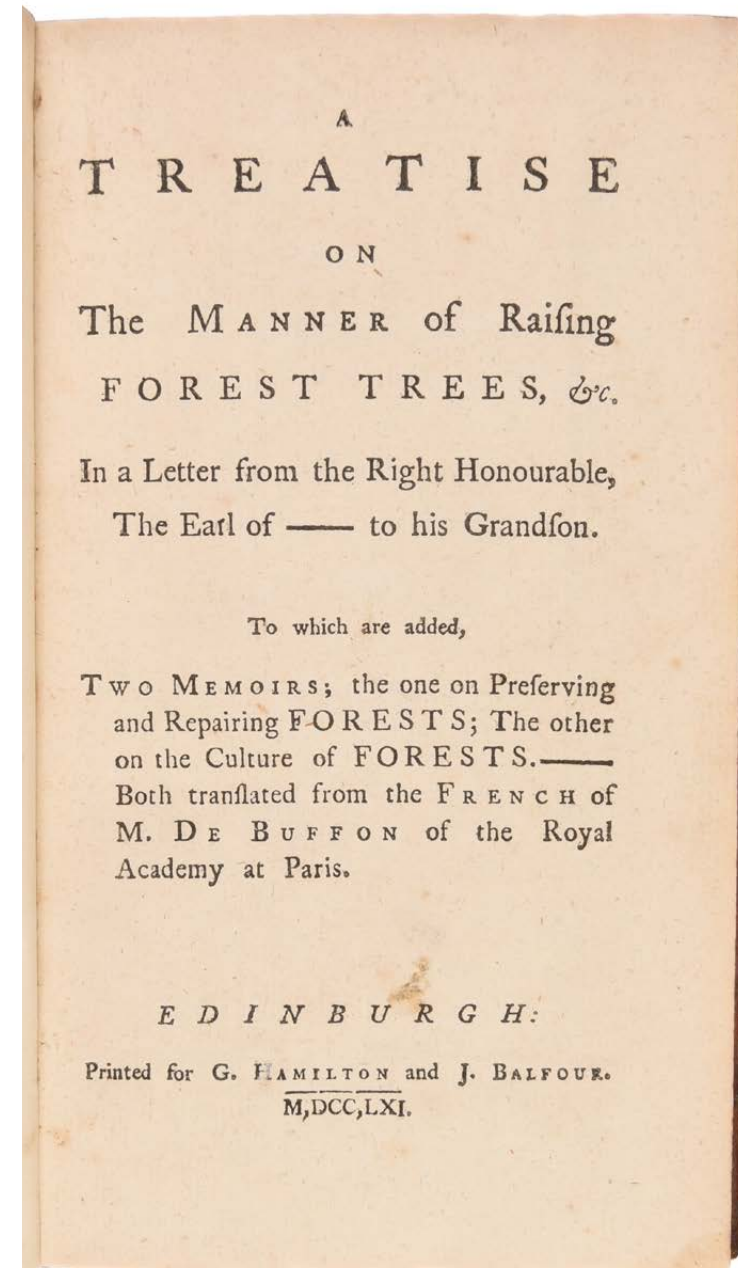 A
TREATISE
ON
The MANNER of Raiſing
FOREST TREES, &c.
In a Letter from the Right Honourable,
The Earl of —— to his Grandſon.
To which are added,
TWO MEMOIRS; the one on Preſerving
and Repairing FORESTS; The other
on the Culture of FORESTS.——
Both tranſlated from the FRENCH of
M. DE BUFFON of the Royal
Academy at Paris.
EDINBURGH:
Printed for G. HAMILTON and J. BALFOUR.
M,DCC,LXI.